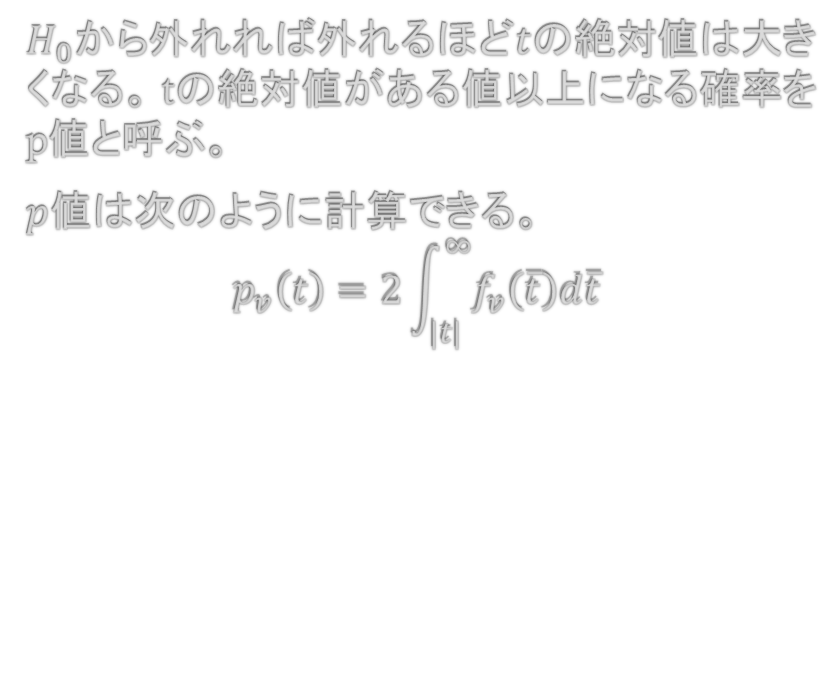 H₀から外れれば外れるほどtの絶対値は大き
くなる。tの絶対値がある値以上になる確率を
p値と呼ぶ。
p値は次のように計算できる。
pᵥ(t) = 2∫_{|t|}^{∞} fᵥ(t̅)dt̅